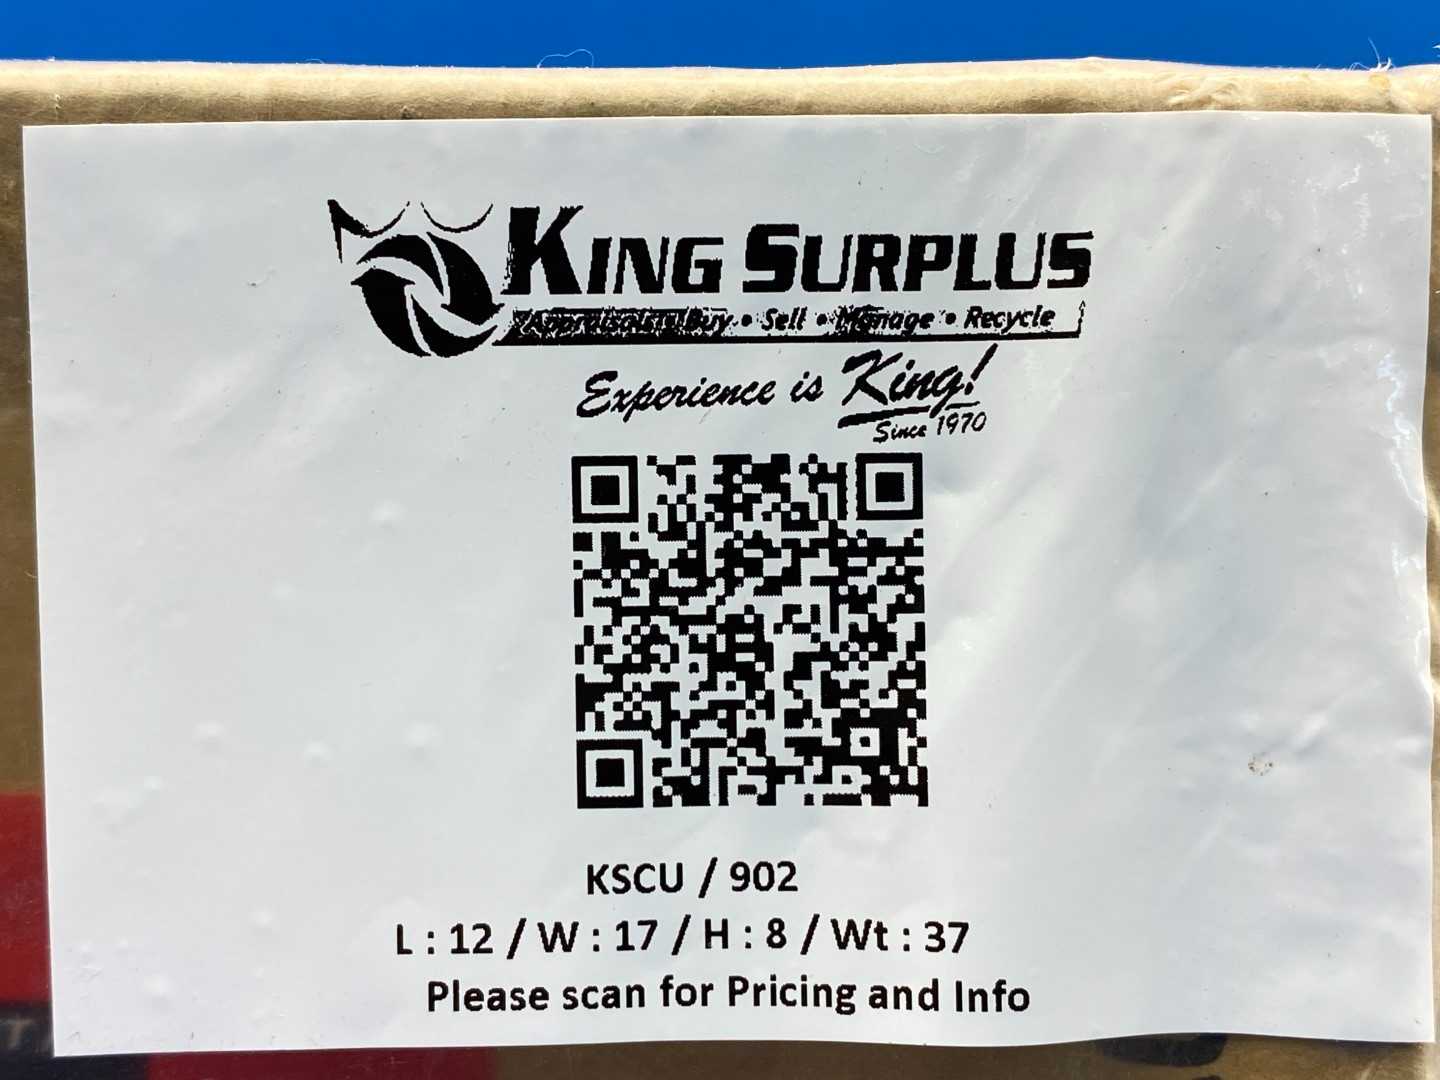 KING SURPLUS
Appraisals • Buy • Sell • Manage • Recycle
Experience is King!
Since 1970
KSCU / 902
L : 12 / W : 17 / H : 8 / Wt : 37
Please scan for Pricing and Info